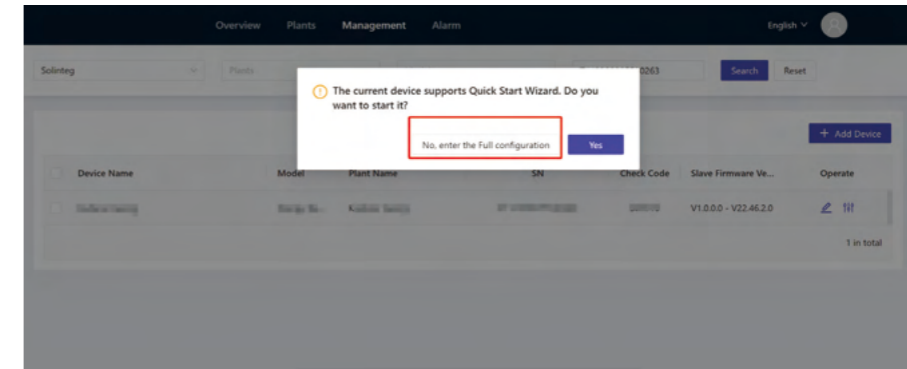 Overview Plants Management Alarm English
Solinteg Plants 0263 Search Reset
The current device supports Quick Start Wizard. Do you
want to start it?
No, enter the Full configuration Yes
+ Add Device
Device Name Model Plant Name SN Check Code Slave Firmware Ve... Operate
V1.0.0.0 - V22.46.2.0
1 in total